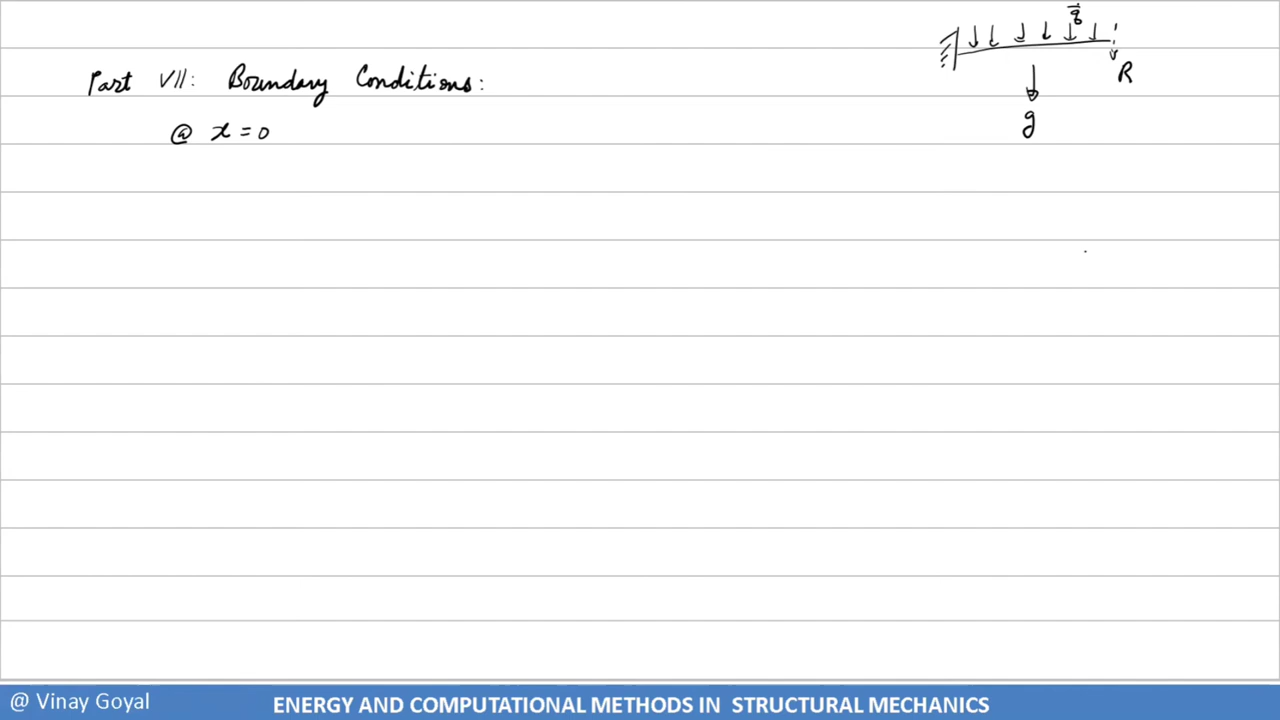 q
R
Part VII: Boundary Conditions:
g
@ x = 0
@ Vinay Goyal
ENERGY AND COMPUTATIONAL METHODS IN STRUCTURAL MECHANICS